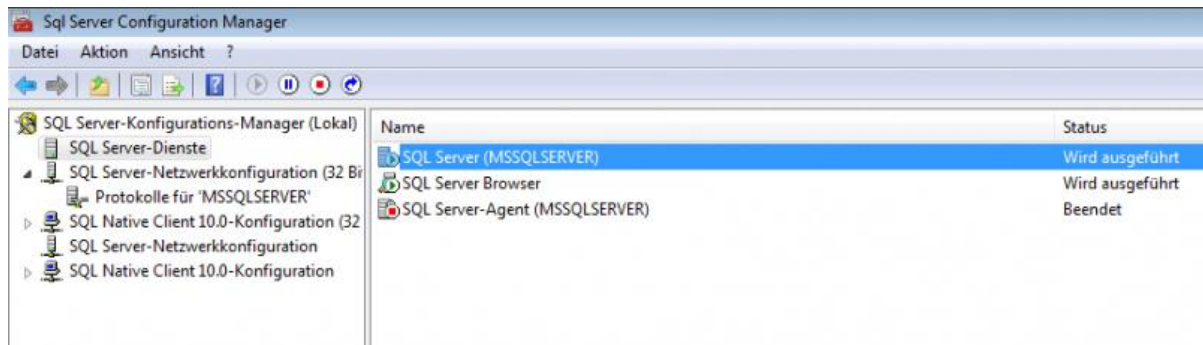 Sql Server Configuration Manager
Datei Aktion Ansicht ?
SQL Server-Konfigurations-Manager (Lokal)
SQL Server-Dienste
SQL Server-Netzwerkkonfiguration (32 Bi
Protokolle für 'MSSQLSERVER'
SQL Native Client 10.0-Konfiguration (32
SQL Server-Netzwerkkonfiguration
SQL Native Client 10.0-Konfiguration
Name Status
SQL Server (MSSQLSERVER) Wird ausgeführt
SQL Server Browser Wird ausgeführt
SQL Server-Agent (MSSQLSERVER) Beendet